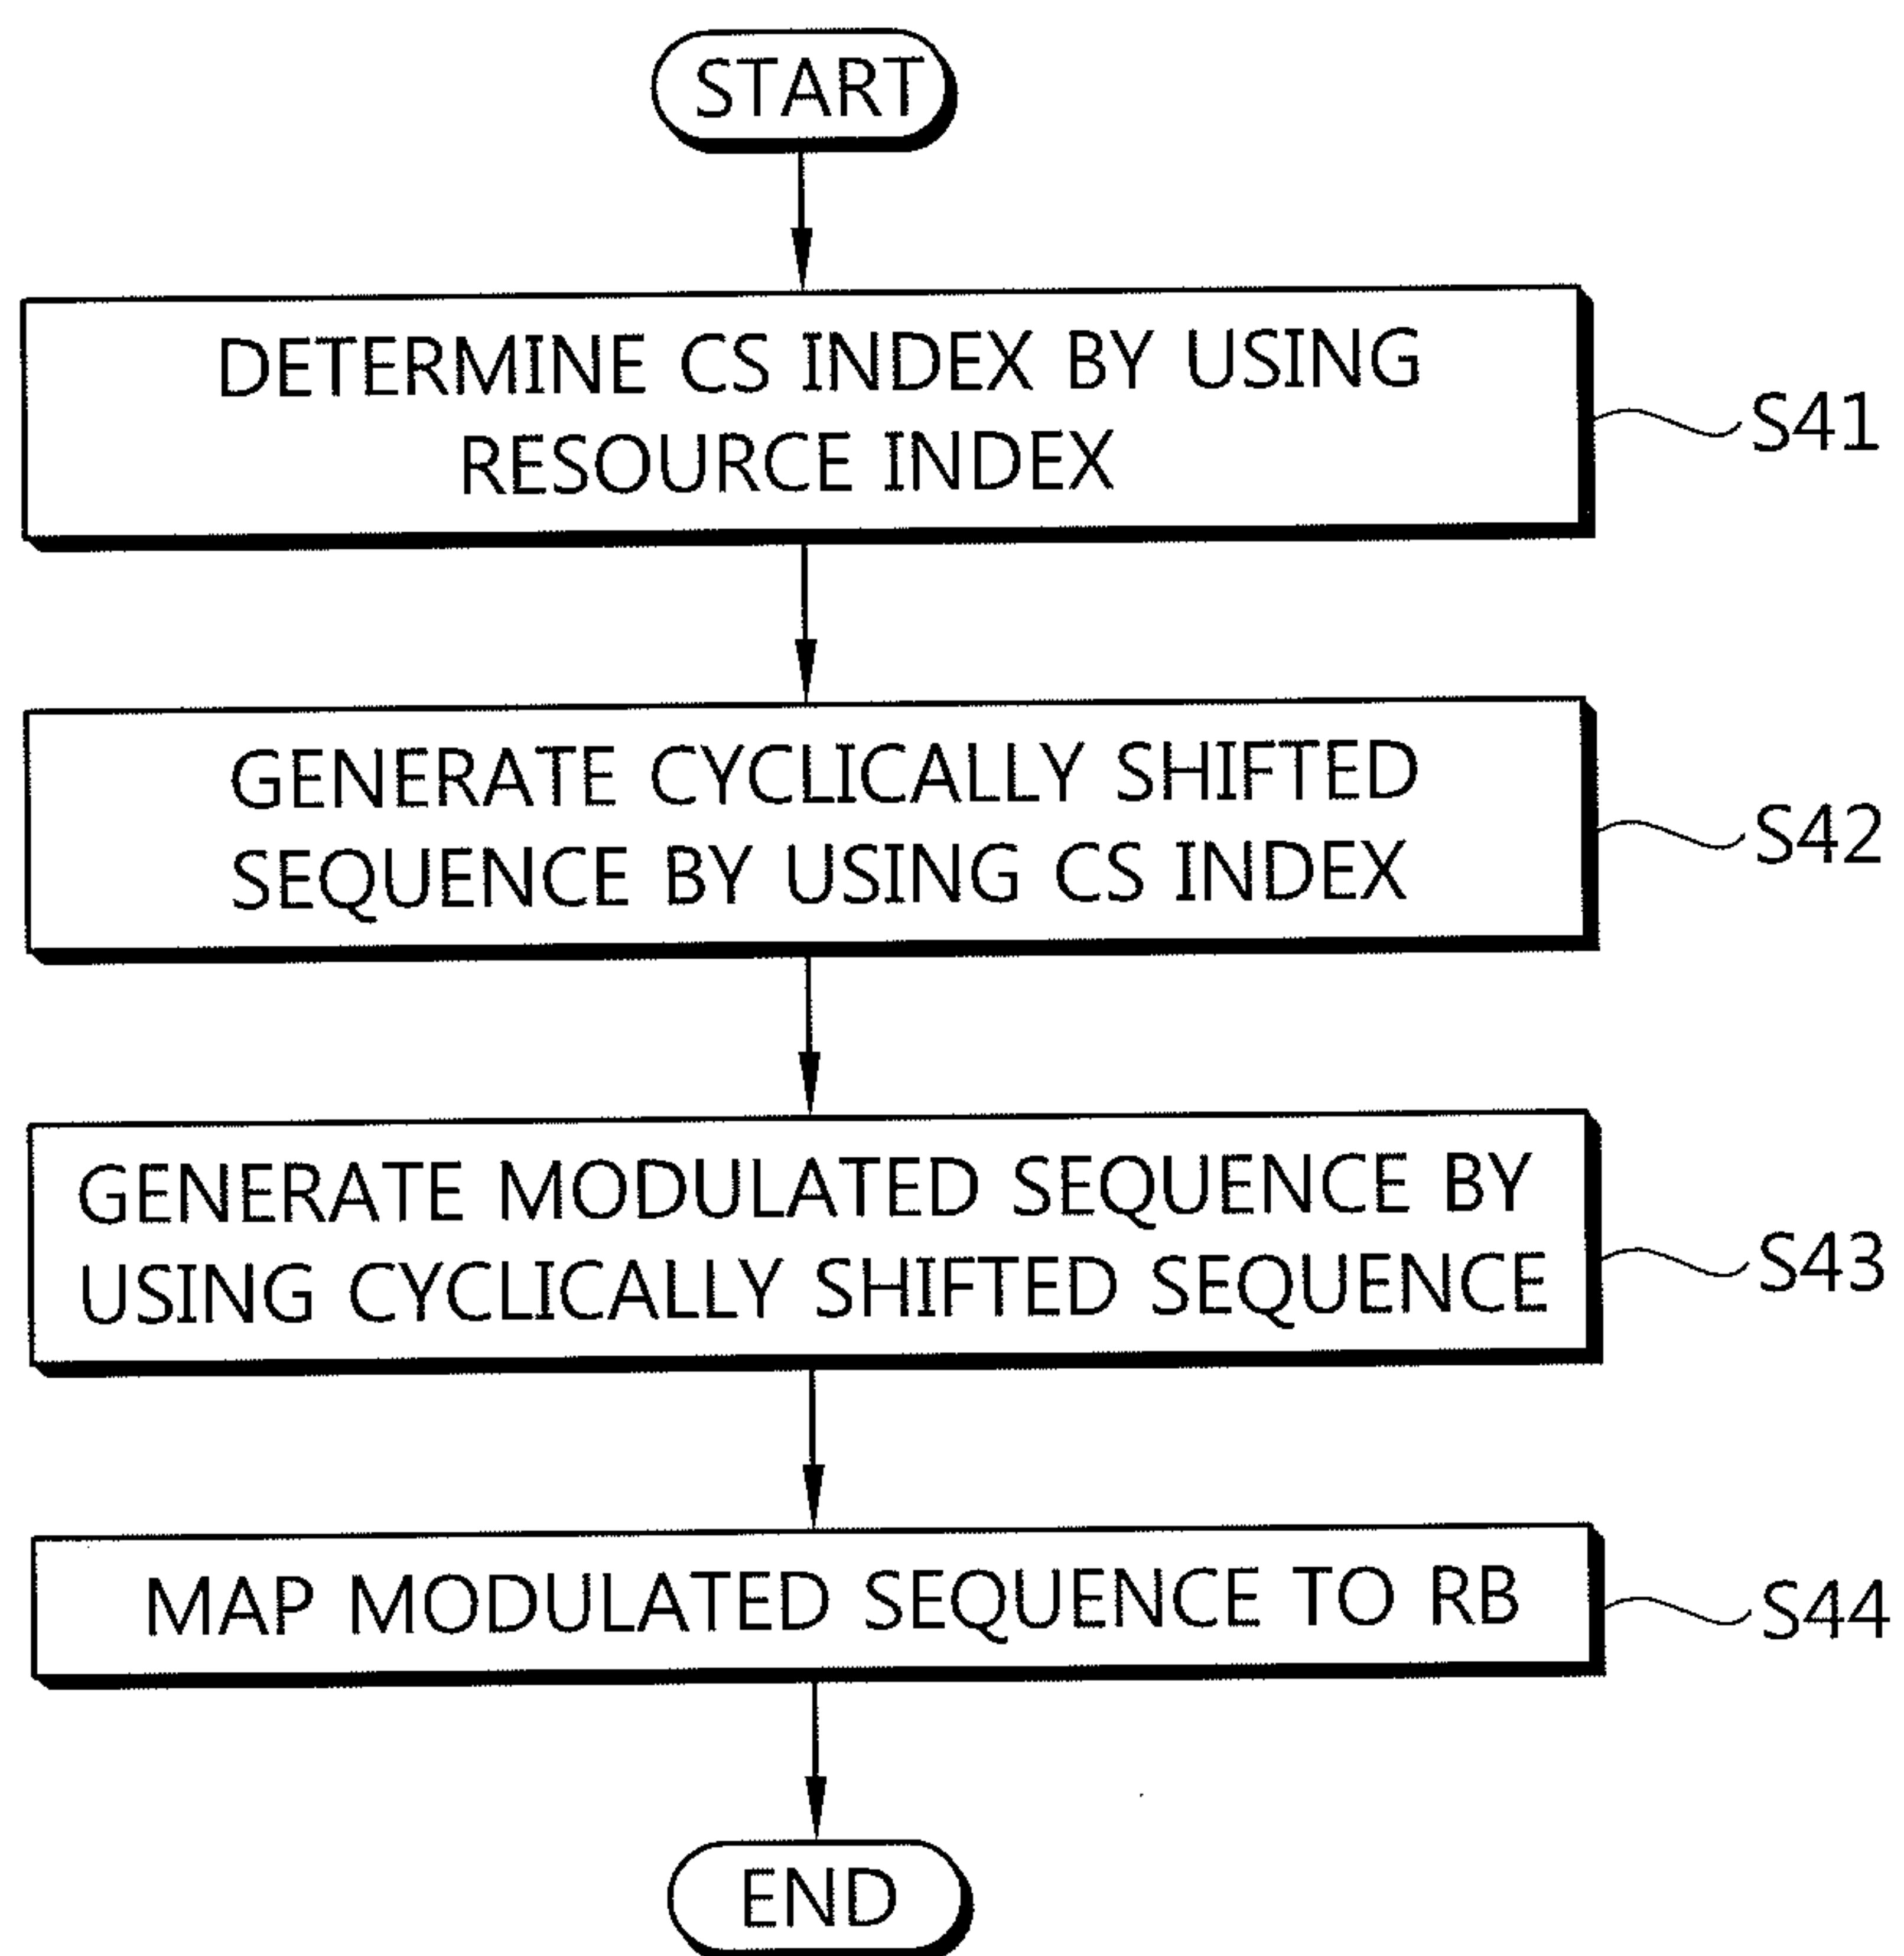 START
DETERMINE CS INDEX BY USING
RESOURCE INDEX
S41
GENERATE CYCLICALLY SHIFTED
SEQUENCE BY USING CS INDEX
S42
GENERATE MODULATED SEQUENCE BY
USING CYCLICALLY SHIFTED SEQUENCE
S43
MAP MODULATED SEQUENCE TO RB
S44
END